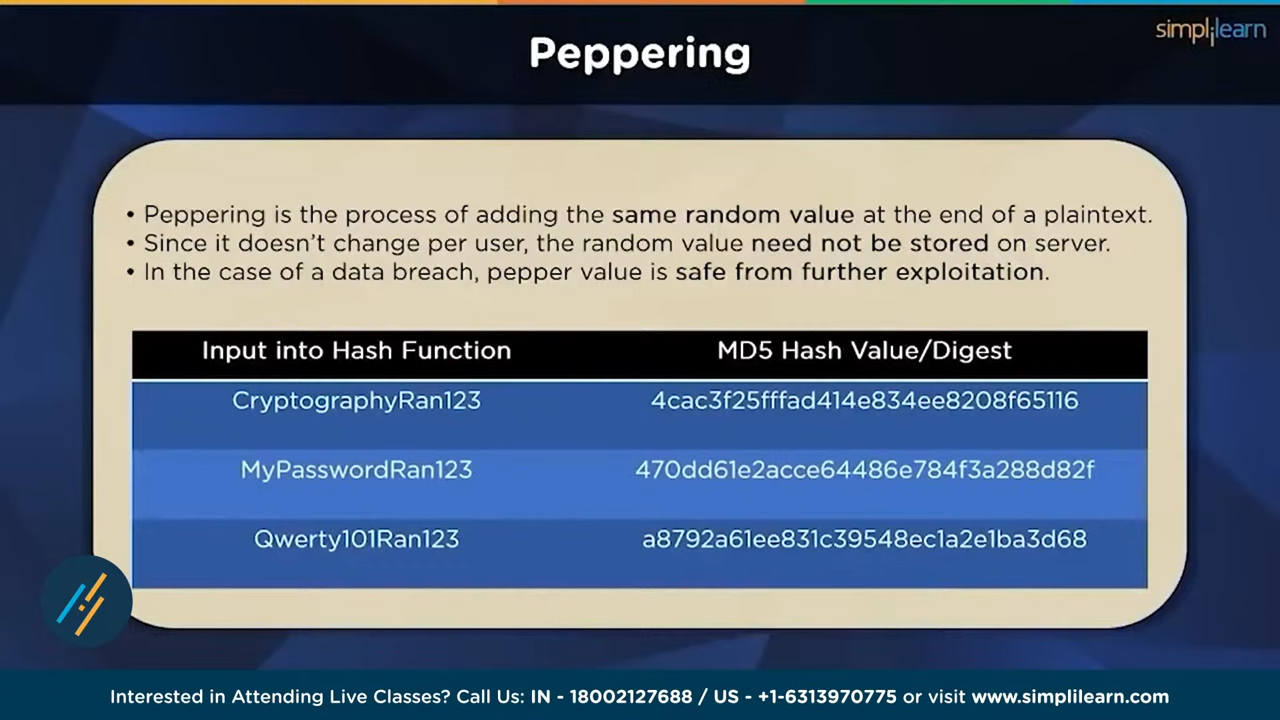 simplilearn
Peppering
• Peppering is the process of adding the same random value at the end of a plaintext.
• Since it doesn't change per user, the random value need not be stored on server.
• In the case of a data breach, pepper value is safe from further exploitation.
Input into Hash Function MD5 Hash Value/Digest
CryptographyRan123 4cac3f25fffad414e834ee8208f65116
MyPasswordRan123 470dd61e2acce64486e784f3a288d82f
Qwerty101Ran123 a8792a61ee831c39548ec1a2e1ba3d68
Interested in Attending Live Classes? Call Us: IN - 18002127688 / US - +1-6313970775 or visit www.simplilearn.com